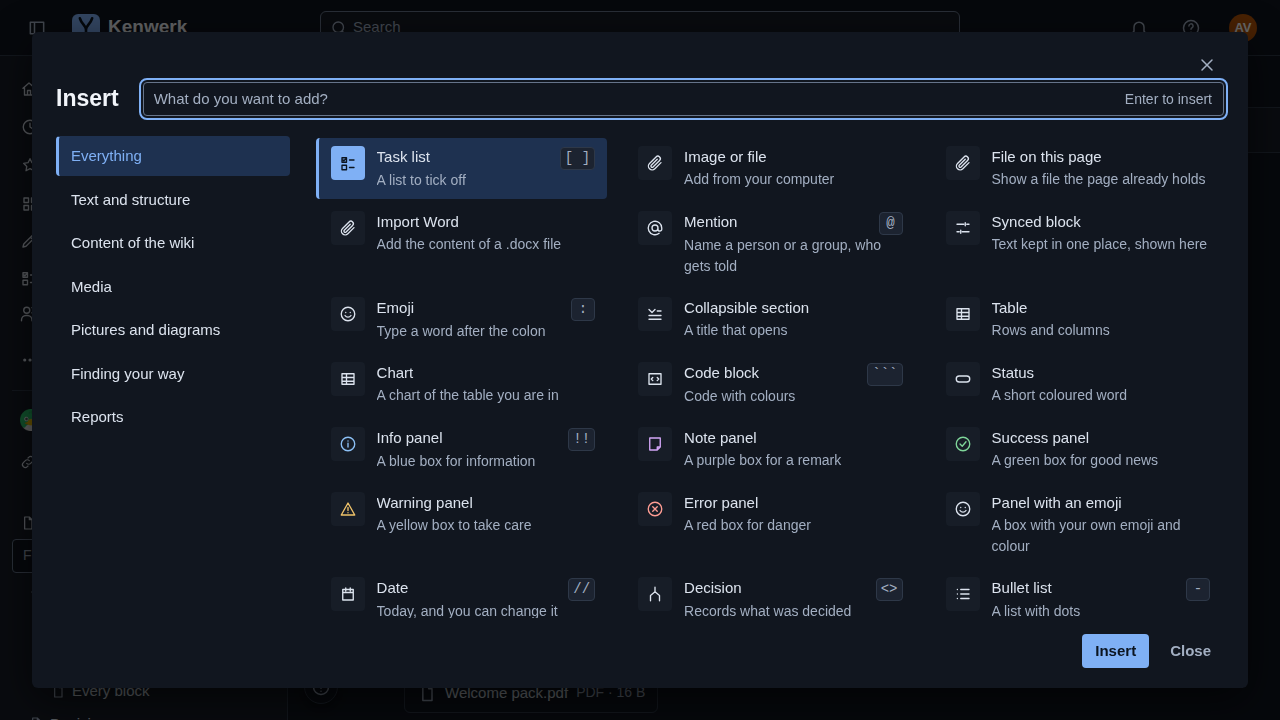 Kenwerk
Search
AV
Insert
What do you want to add?
Enter to insert
Everything
Text and structure
Content of the wiki
Media
Pictures and diagrams
Finding your way
Reports
Task list
[ ]
A list to tick off
Image or file
Add from your computer
File on this page
Show a file the page already holds
Import Word
Add the content of a .docx file
Mention
@
Name a person or a group, who
gets told
Synced block
Text kept in one place, shown here
Emoji
:
Type a word after the colon
Collapsible section
A title that opens
Table
Rows and columns
Chart
A chart of the table you are in
Code block
```
Code with colours
Status
A short coloured word
Info panel
!!
A blue box for information
Note panel
A purple box for a remark
Success panel
A green box for good news
Warning panel
A yellow box to take care
Error panel
A red box for danger
Panel with an emoji
A box with your own emoji and
colour
Date
//
Today, and you can change it
Decision
<>
Records what was decided
Bullet list
-
A list with dots
Insert
Close
Every block
Welcome pack.pdf PDF · 16 B